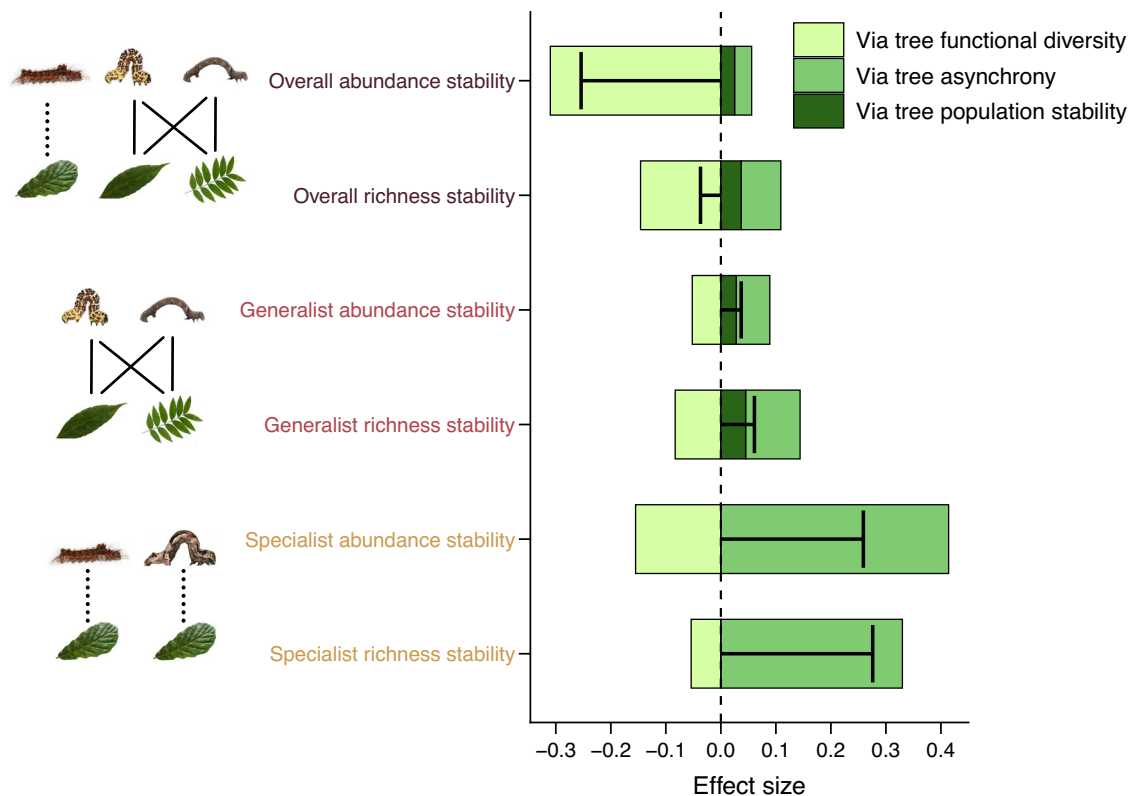 Via tree functional diversity
Via tree asynchrony
Via tree population stability
Overall abundance stability
Overall richness stability
Generalist abundance stability
Generalist richness stability
Specialist abundance stability
Specialist richness stability
−0.3 −0.2 −0.1 0.0 0.1 0.2 0.3 0.4
Effect size